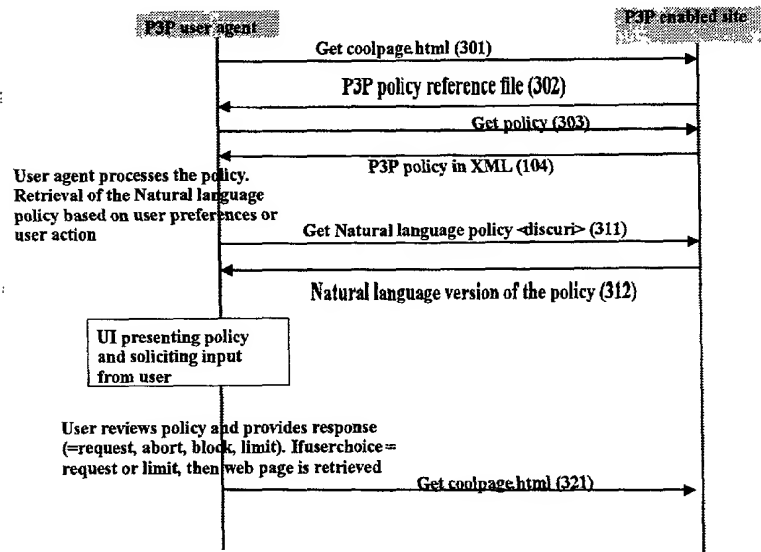 P3P user agent
P3P enabled site
Get coolpage.html (301)
P3P policy reference file (302)
Get policy (303)
P3P policy in XML (104)
User agent processes the policy.
Retrieval of the Natural language
policy based on user preferences or
user action
Get Natural language policy <discuri> (311)
Natural language version of the policy (312)
UI presenting policy
and soliciting input
from user
User reviews policy and provides response
(=request, abort, block, limit). Ifuserchoice =
request or limit, then web page is retrieved
Get coolpage.html (321)